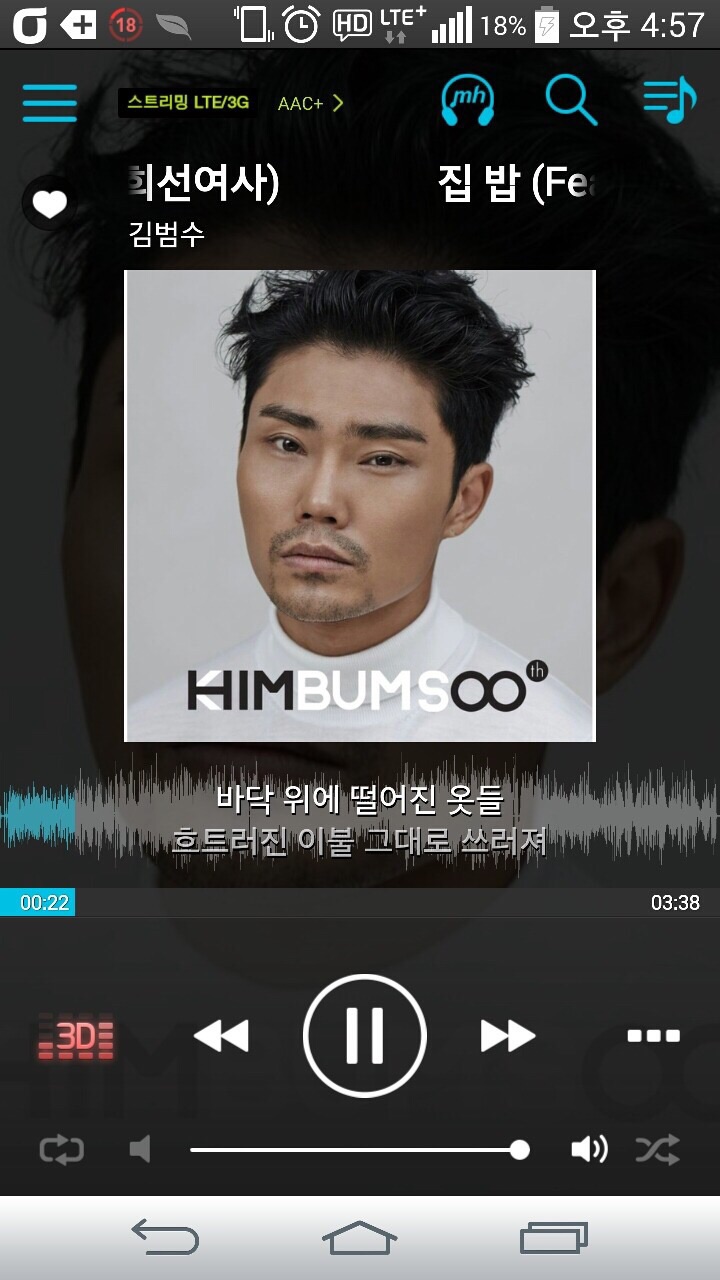 18 HD LTE+ 18% 오후 4:57
스트리밍 LTE/3G AAC+ mh
희선여사) 집 밥 (Fea
김범수
HIMBUMSOO th
바닥 위에 떨어진 옷들
흐트러진 이불 그대로 쓰러져
00:22 03:38
3D